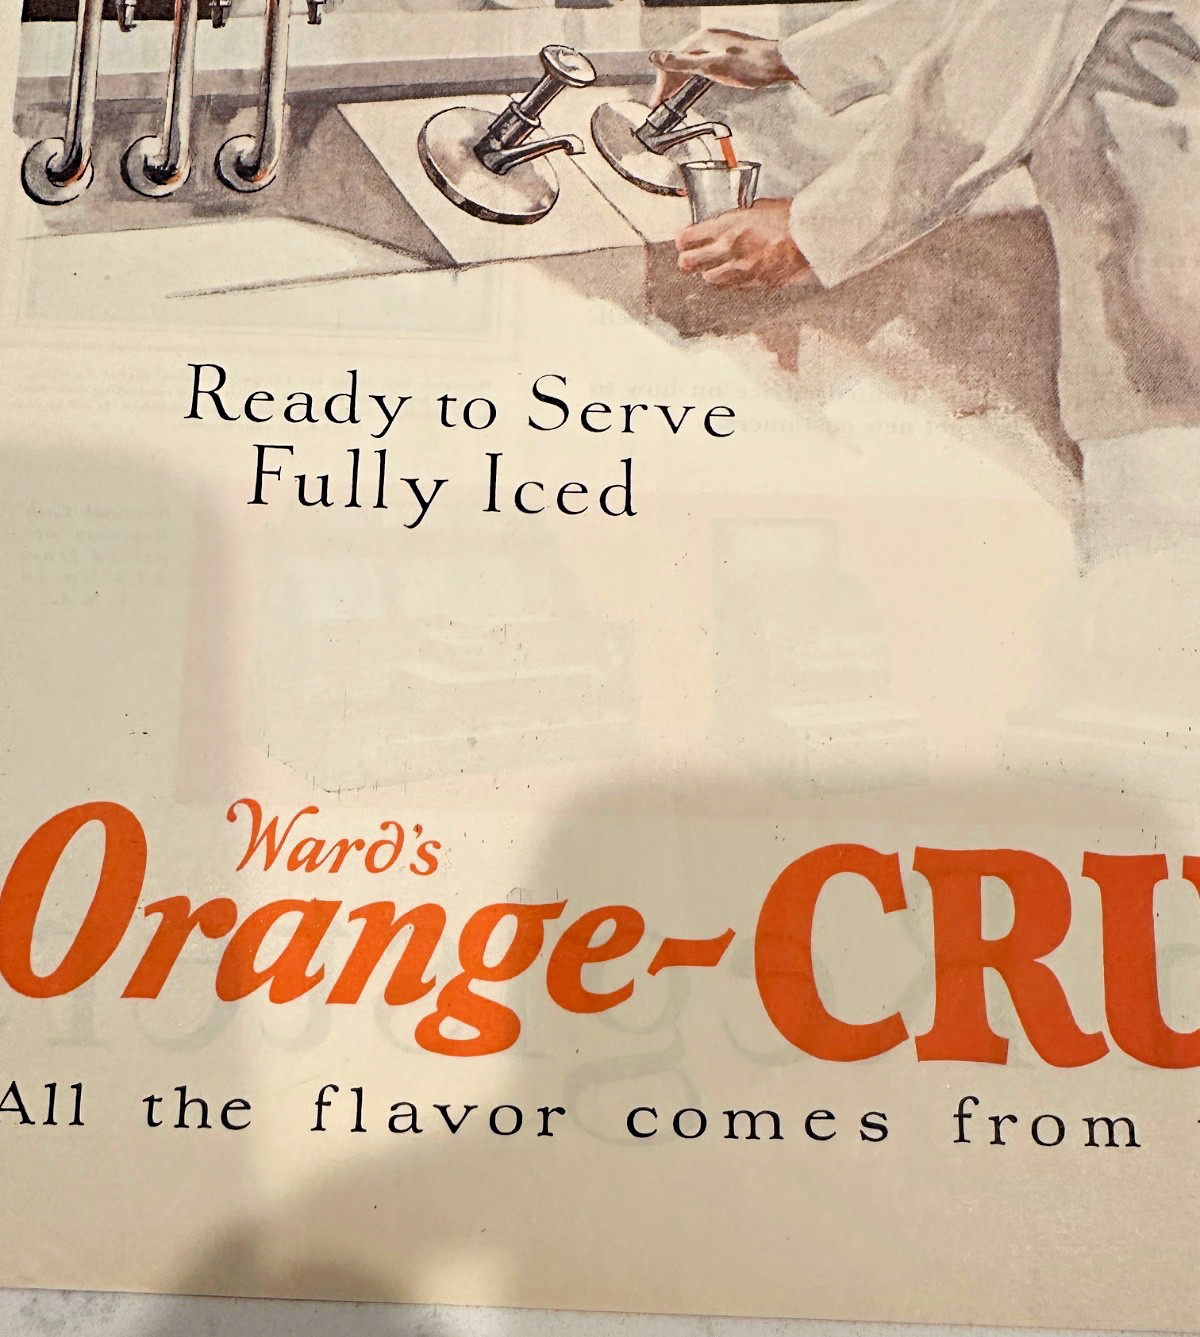 Ready to Serve
Fully Iced
Ward's
Orange-CRU
All the flavor comes from